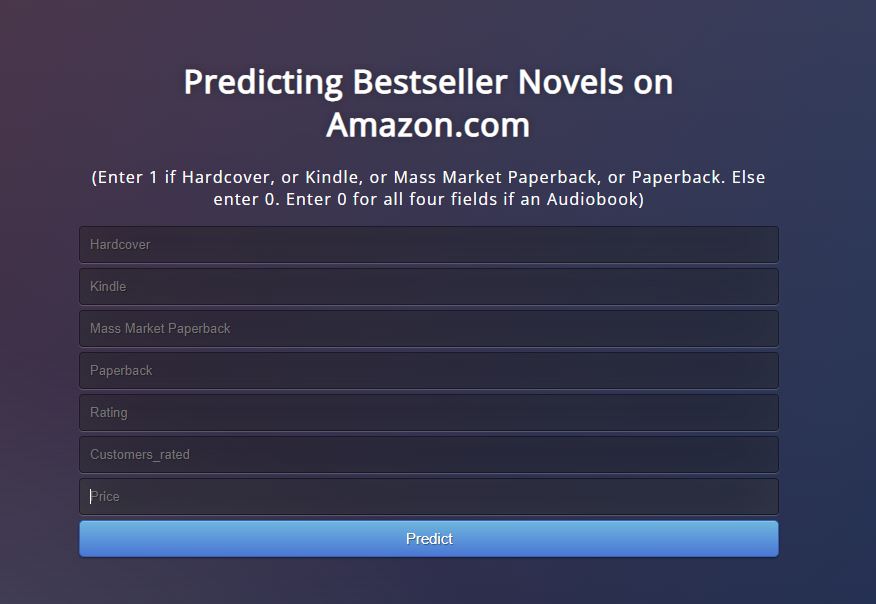 Predicting Bestseller Novels on
Amazon.com
(Enter 1 if Hardcover, or Kindle, or Mass Market Paperback, or Paperback. Else
enter 0. Enter 0 for all four fields if an Audiobook)
Hardcover
Kindle
Mass Market Paperback
Paperback
Rating
Customers_rated
Price
Predict